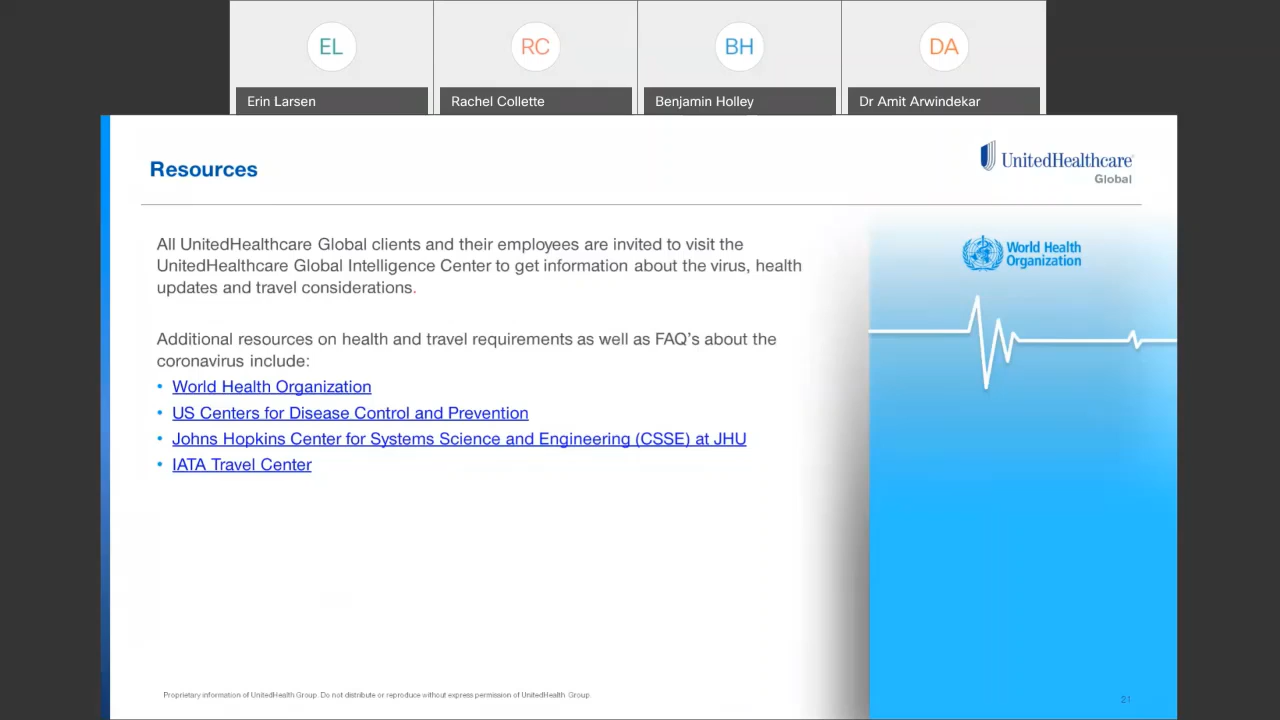 EL
RC
BH
DA
Erin Larsen
Rachel Collette
Benjamin Holley
Dr Amit Arwindekar
Resources
UnitedHealthcare
Global
All UnitedHealthcare Global clients and their employees are invited to visit the
UnitedHealthcare Global Intelligence Center to get information about the virus, health
updates and travel considerations.
World Health
Organization
Additional resources on health and travel requirements as well as FAQ's about the
coronavirus include:
• World Health Organization
• US Centers for Disease Control and Prevention
• Johns Hopkins Center for Systems Science and Engineering (CSSE) at JHU
• IATA Travel Center
Proprietary information of UnitedHealth Group. Do not distribute or reproduce without express permission of UnitedHealth Group.
21